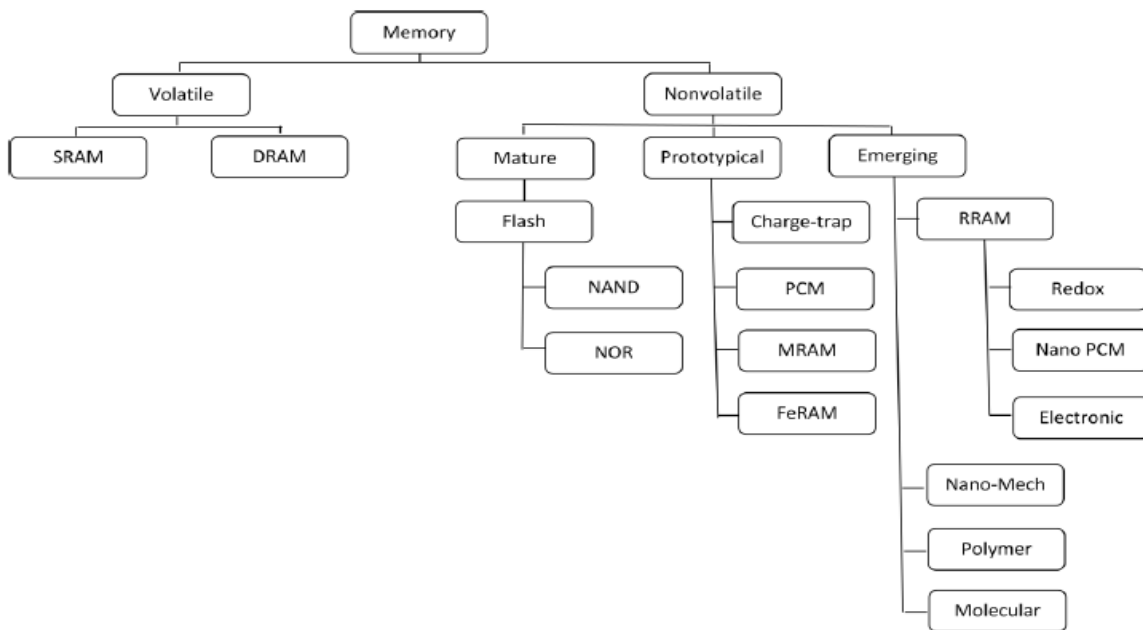 Memory
Volatile
Nonvolatile
SRAM
DRAM
Mature
Prototypical
Emerging
Flash
Charge-trap
RRAM
NAND
PCM
Redox
NOR
MRAM
Nano PCM
FeRAM
Electronic
Nano-Mech
Polymer
Molecular